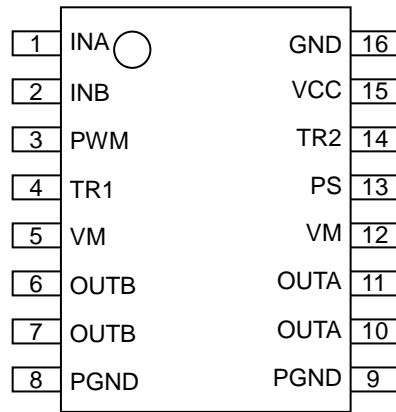 1 INA GND 16
2 INB VCC 15
3 PWM TR2 14
4 TR1 PS 13
5 VM VM 12
6 OUTB OUTA 11
7 OUTB OUTA 10
8 PGND PGND 9